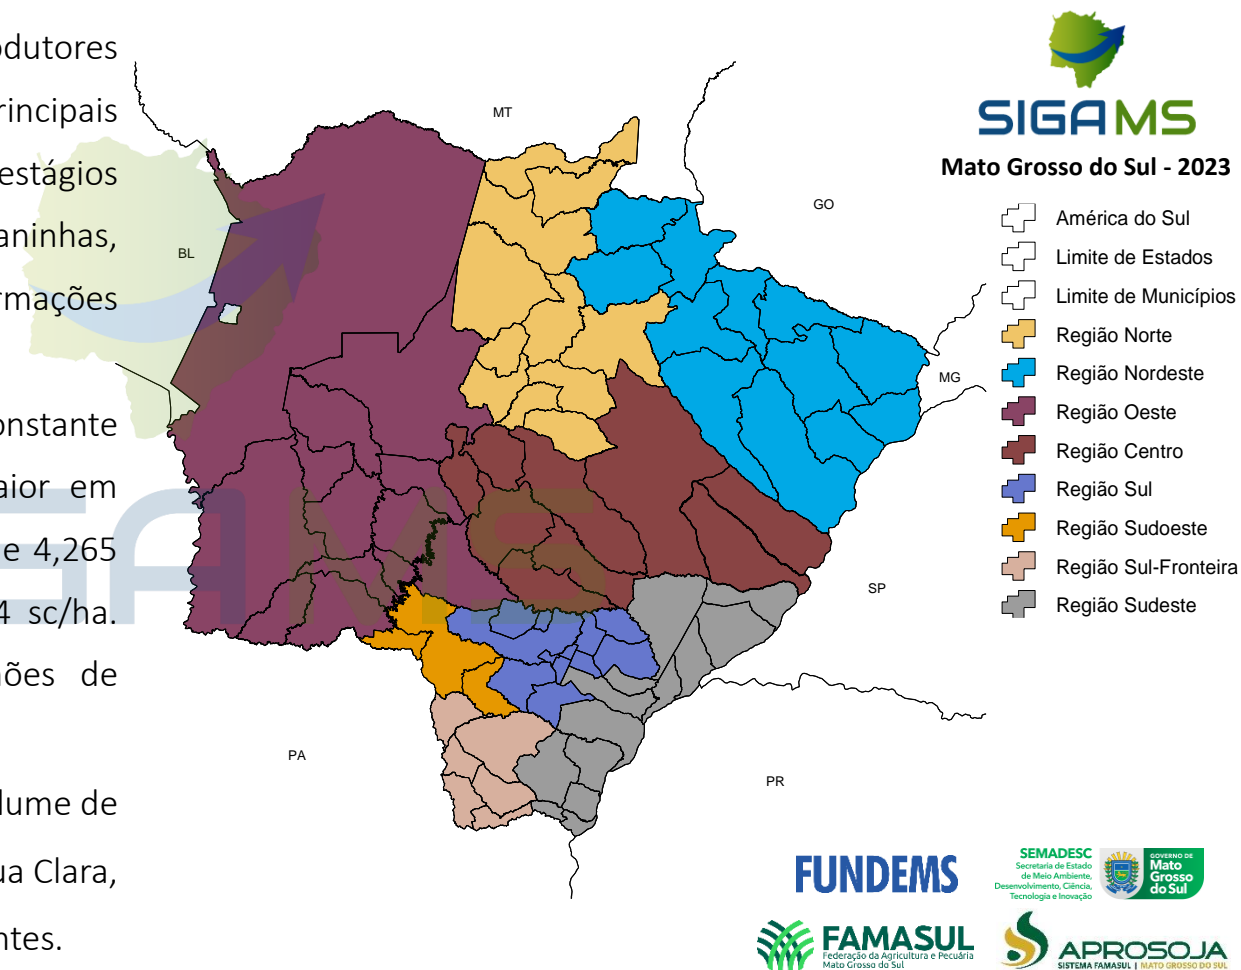 odutores
rincipais
estágios
aninhas,
rmações
onstante
aior em
e 4,265
4 sc/ha.
ões de
lume de
ua Clara,
ntes.
MT
GO
BL
MG
SP
PA
PR
SIGAMS
Mato Grosso do Sul - 2023
América do Sul
Limite de Estados
Limite de Municípios
Região Norte
Região Nordeste
Região Oeste
Região Centro
Região Sul
Região Sudoeste
Região Sul-Fronteira
Região Sudeste
FUNDEMS
SEMADESC
Secretaria de Estado
de Meio Ambiente,
Desenvolvimento, Ciência,
Tecnologia e Inovação
GOVERNO DE
Mato
Grosso
do Sul
FAMASUL
Federação da Agricultura e Pecuária
Mato Grosso do Sul
APROSOJA
SISTEMA FAMASUL | MATO GROSSO DO SUL